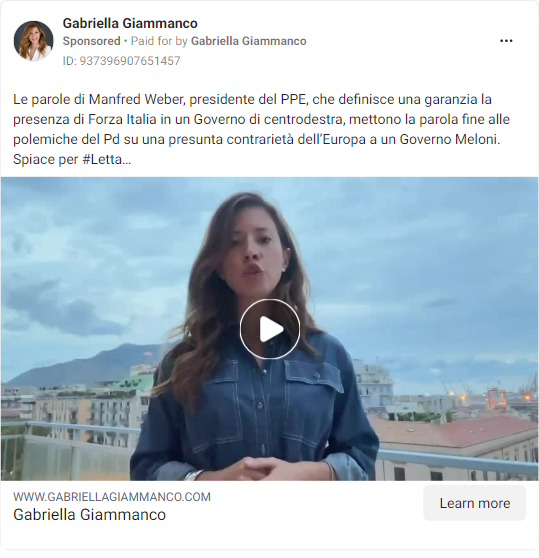 Gabriella Giammanco
Sponsored • Paid for by Gabriella Giammanco
ID: 937396907651457
Le parole di Manfred Weber, presidente del PPE, che definisce una garanzia la
presenza di Forza Italia in un Governo di centrodestra, mettono la parola fine alle
polemiche del Pd su una presunta contrarietà dell'Europa a un Governo Meloni.
Spiace per #Letta...
WWW.GABRIELLAGIAMMANCO.COM
Gabriella Giammanco
Learn more